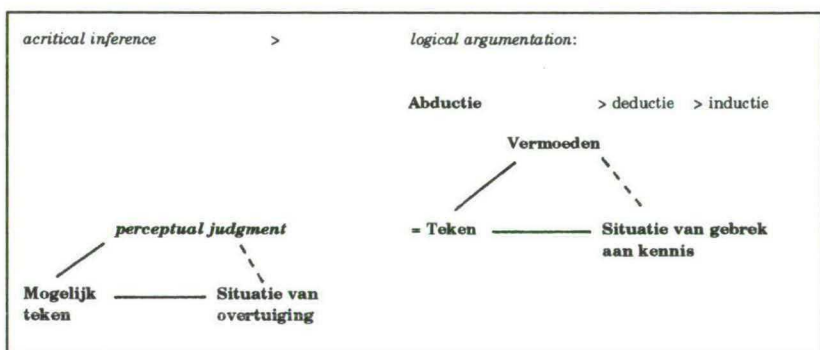 acritical inference > logical argumentation:
Abductie > deductie > inductie
Vermoeden
perceptual judgment = Teken Situatie van gebrek
aan kennis
Mogelijk Situatie van
teken overtuiging